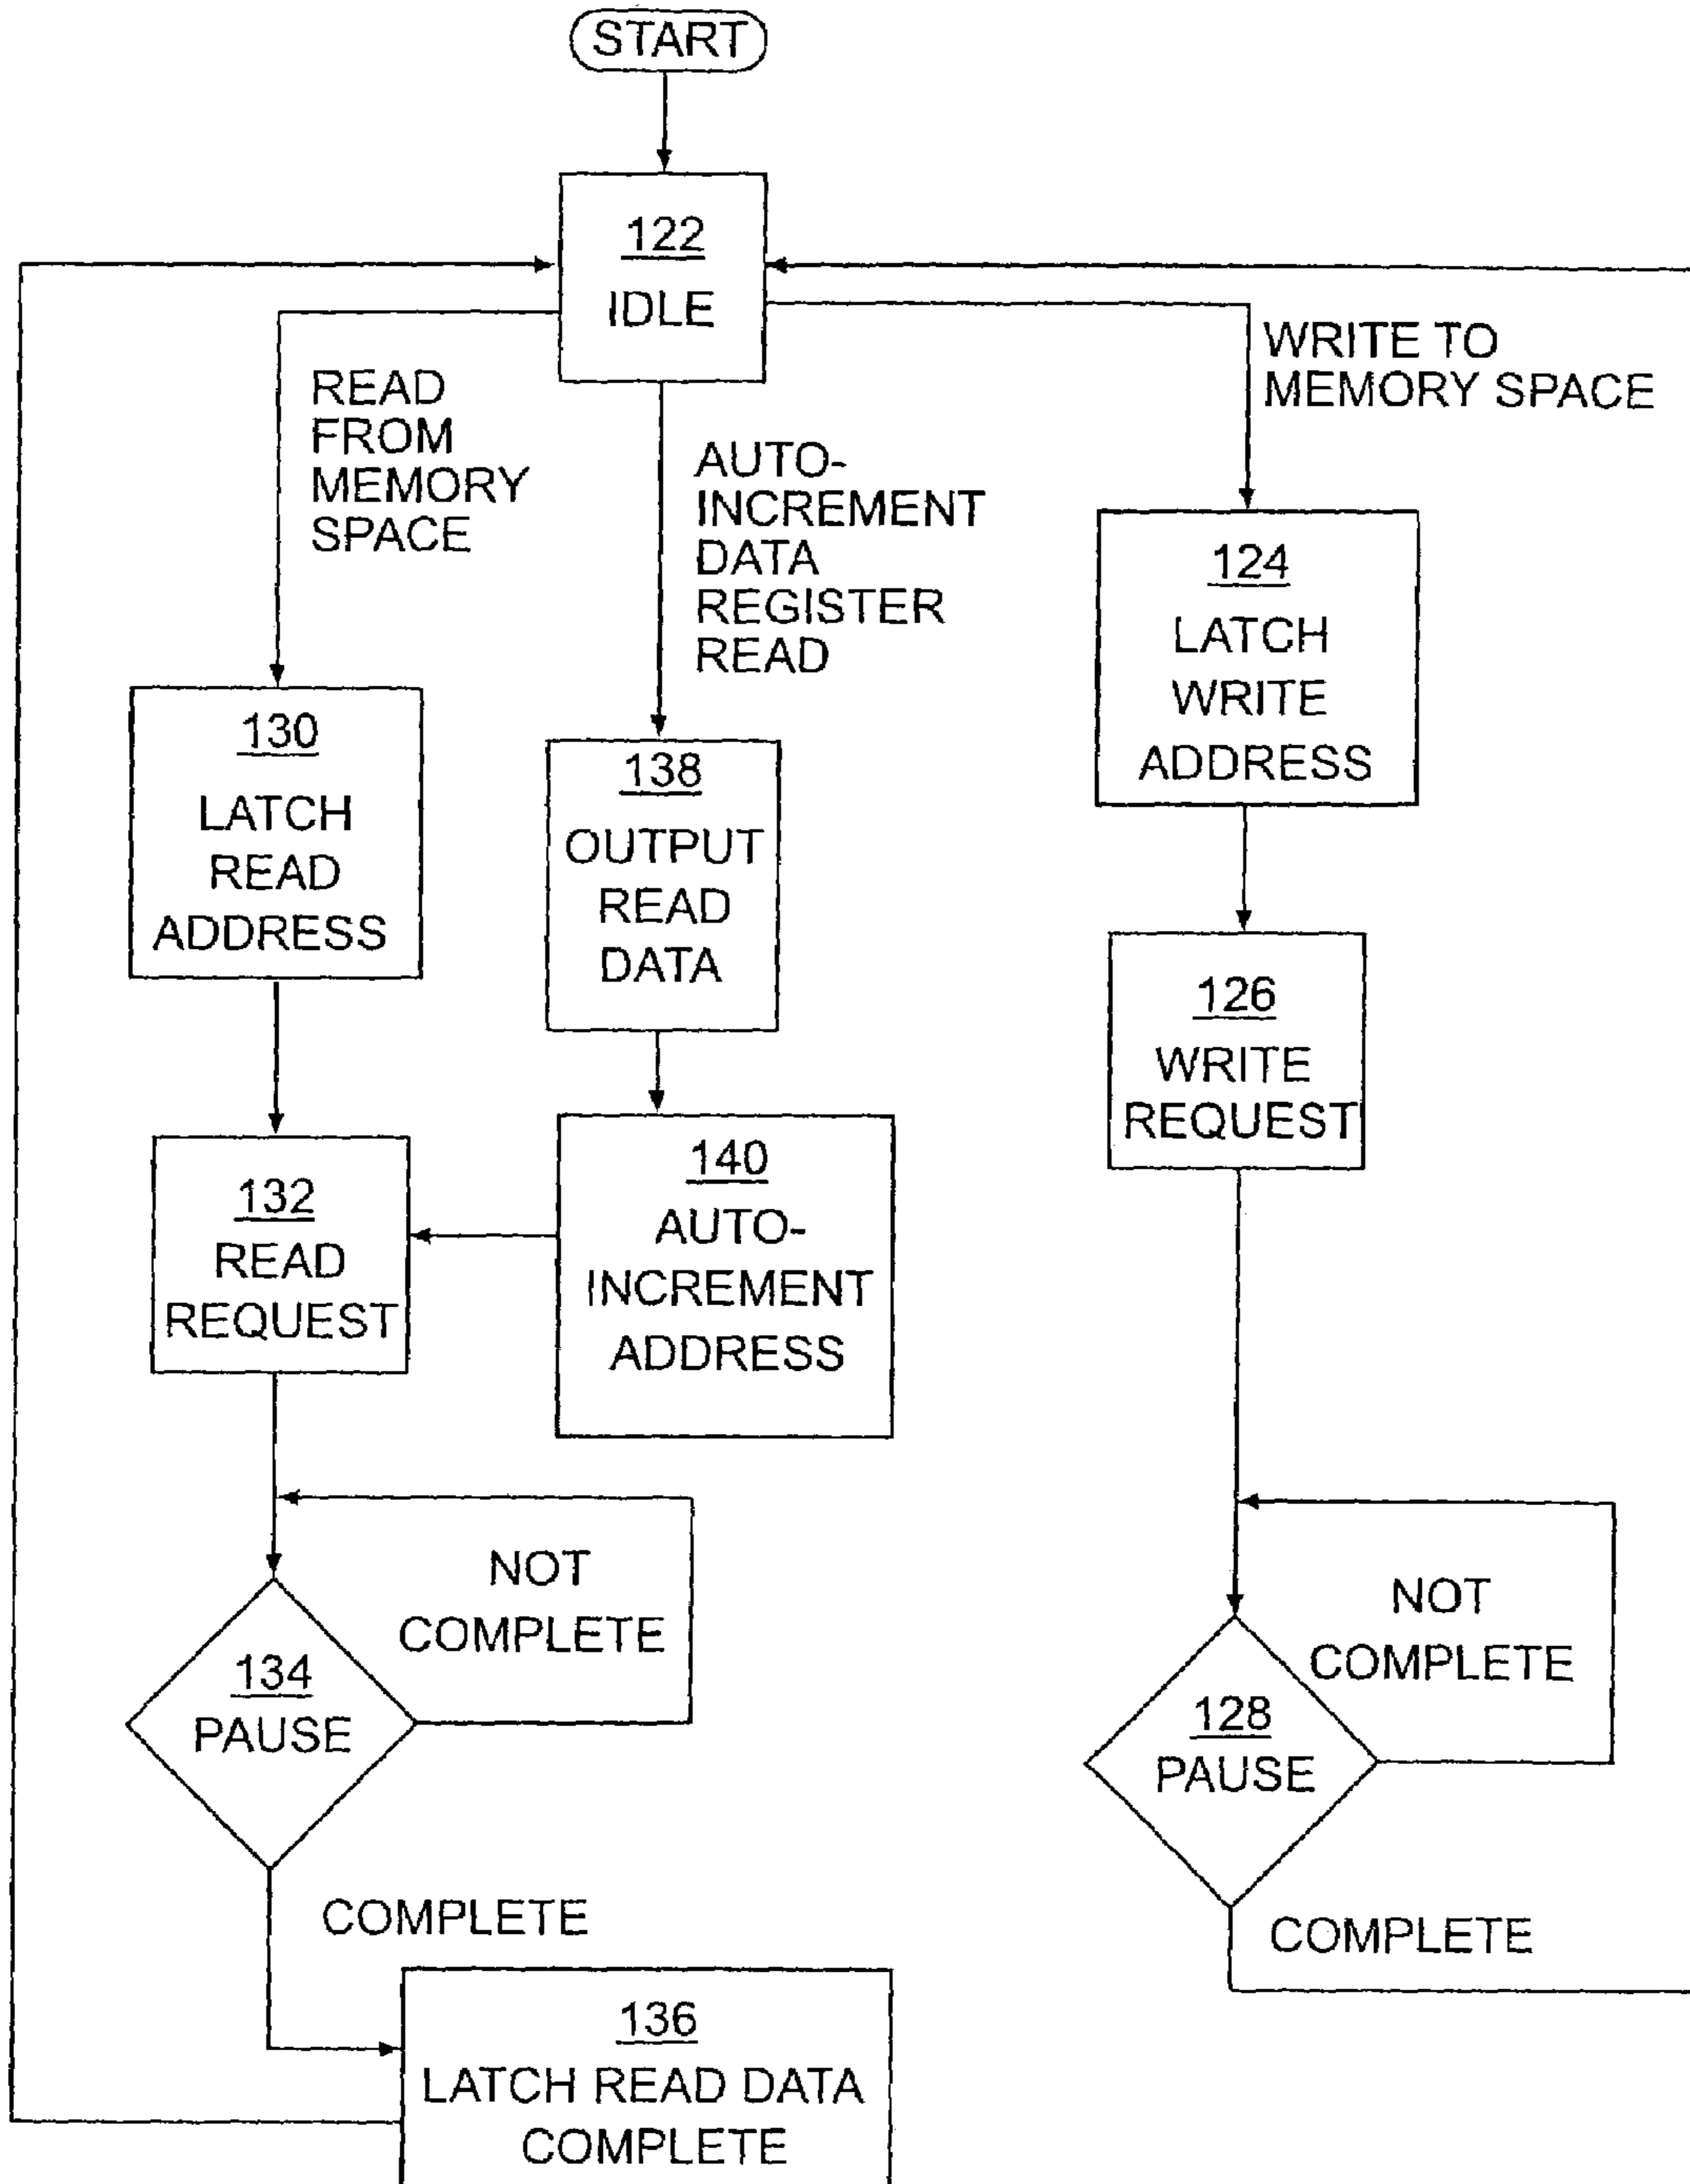 START
122
IDLE
READ
FROM
MEMORY
SPACE
AUTO-
INCREMENT
DATA
REGISTER
READ
WRITE TO
MEMORY SPACE
124
LATCH
WRITE
ADDRESS
130
LATCH
READ
ADDRESS
138
OUTPUT
READ
DATA
126
WRITE
REQUEST
132
READ
REQUEST
140
AUTO-
INCREMENT
ADDRESS
NOT
COMPLETE
134
PAUSE
NOT
COMPLETE
128
PAUSE
COMPLETE
COMPLETE
136
LATCH READ DATA
COMPLETE